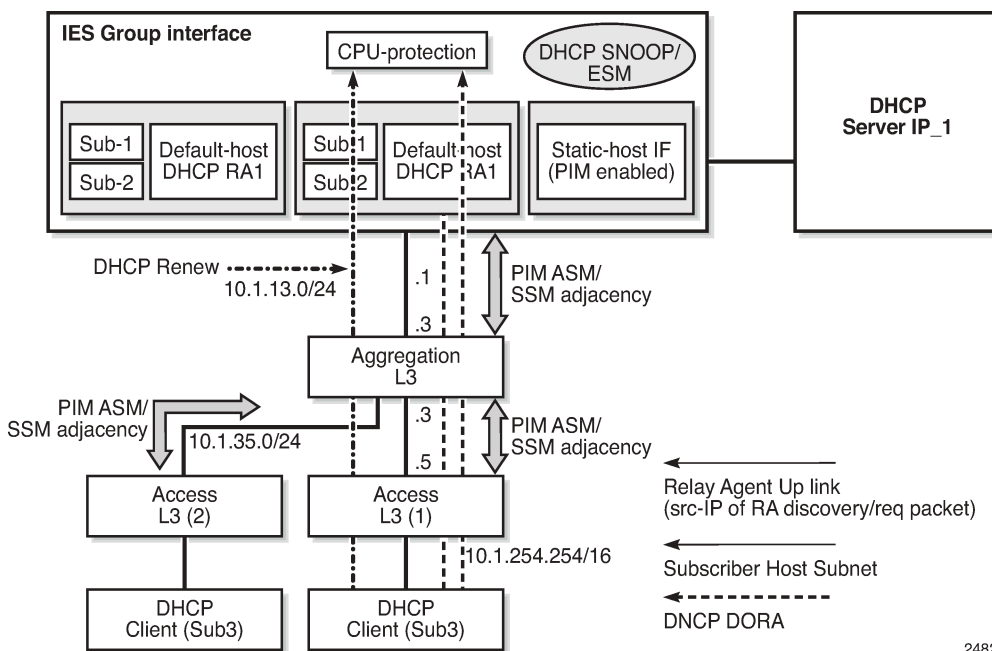 IES Group interface
CPU-protection
DHCP SNOOP/
ESM
Sub-1
Sub-2
Default-host
DHCP RA1
Sub-1
Sub-2
Default-host
DHCP RA1
Static-host IF
(PIM enabled)
DHCP
Server IP_1
DHCP Renew
10.1.13.0/24
.1
.3
PIM ASM/
SSM adjacency
Aggregation
L3
PIM ASM/
SSM adjacency
10.1.35.0/24
.3
.5
PIM ASM/
SSM adjacency
Access
L3 (2)
Access
L3 (1)
10.1.254.254/16
DHCP
Client (Sub3)
DHCP
Client (Sub3)
Relay Agent Up link
(src-IP of RA discovery/req packet)
Subscriber Host Subnet
DNCP DORA